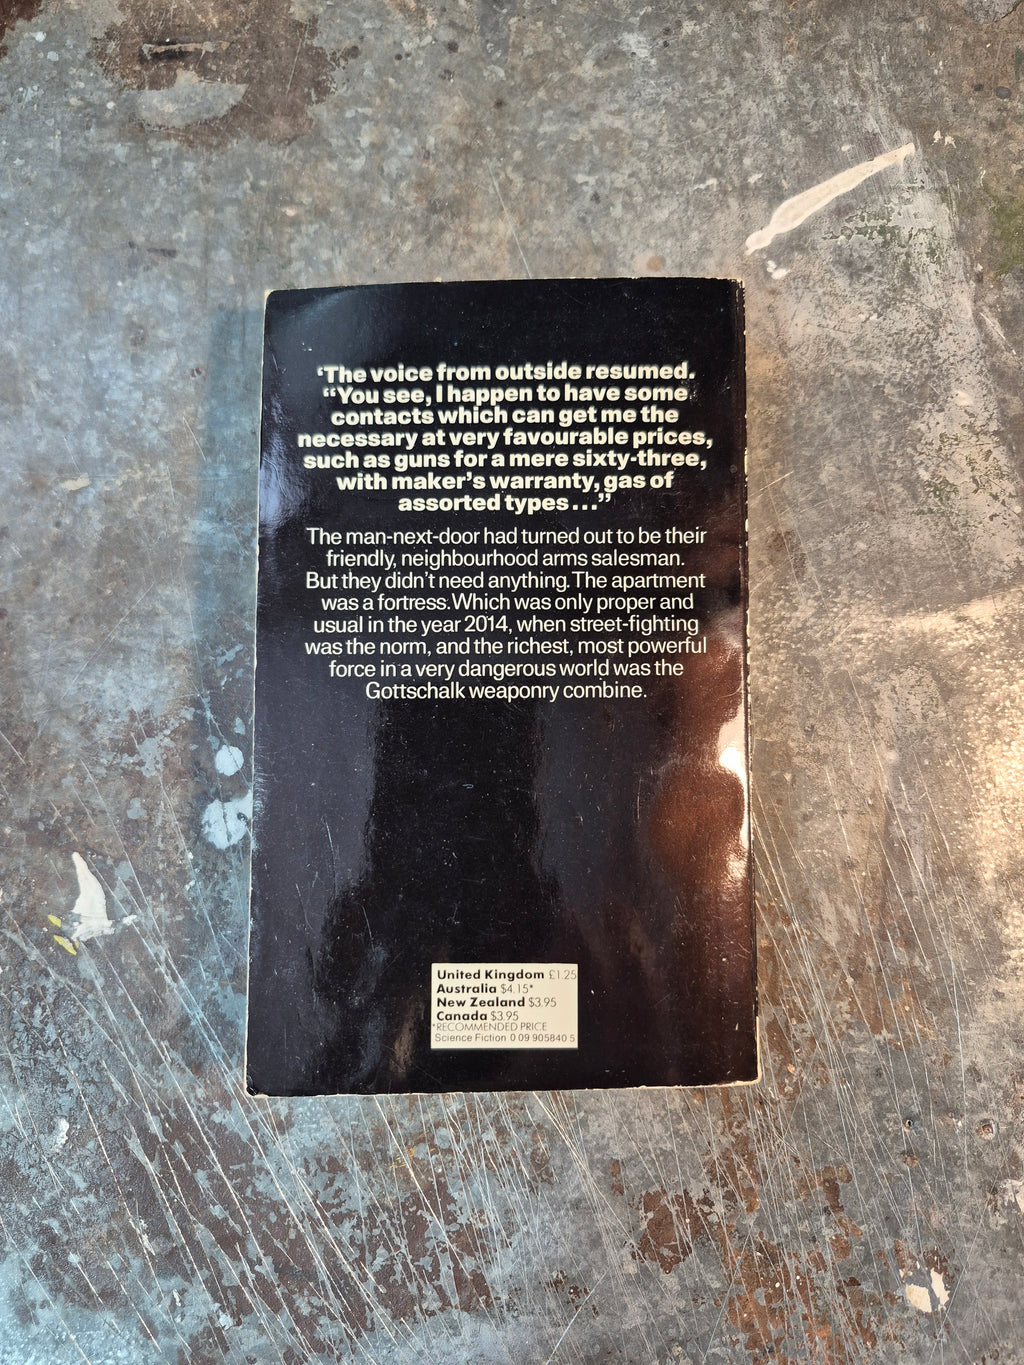 ‘The voice from outside resumed.
“You see, I happen to have some
contacts which can get me the
necessary at very favourable prices,
such as guns for a mere sixty-three,
with maker’s warranty, gas of
assorted types...”
The man-next-door had turned out to be their
friendly, neighbourhood arms salesman.
But they didn’t need anything. The apartment
was a fortress. Which was only proper and
usual in the year 2014, when street-fighting
was the norm, and the richest, most powerful
force in a very dangerous world was the
Gottschalk weaponry combine.
United Kingdom £1.25
Australia $4.15*
New Zealand $3.95
Canada $3.95
*RECOMMENDED PRICE
Science Fiction 0 09 905840 5